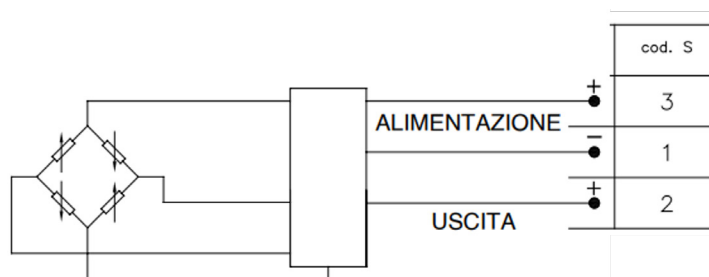 cod. S
+
3
ALIMENTAZIONE
−
1
+
2
USCITA